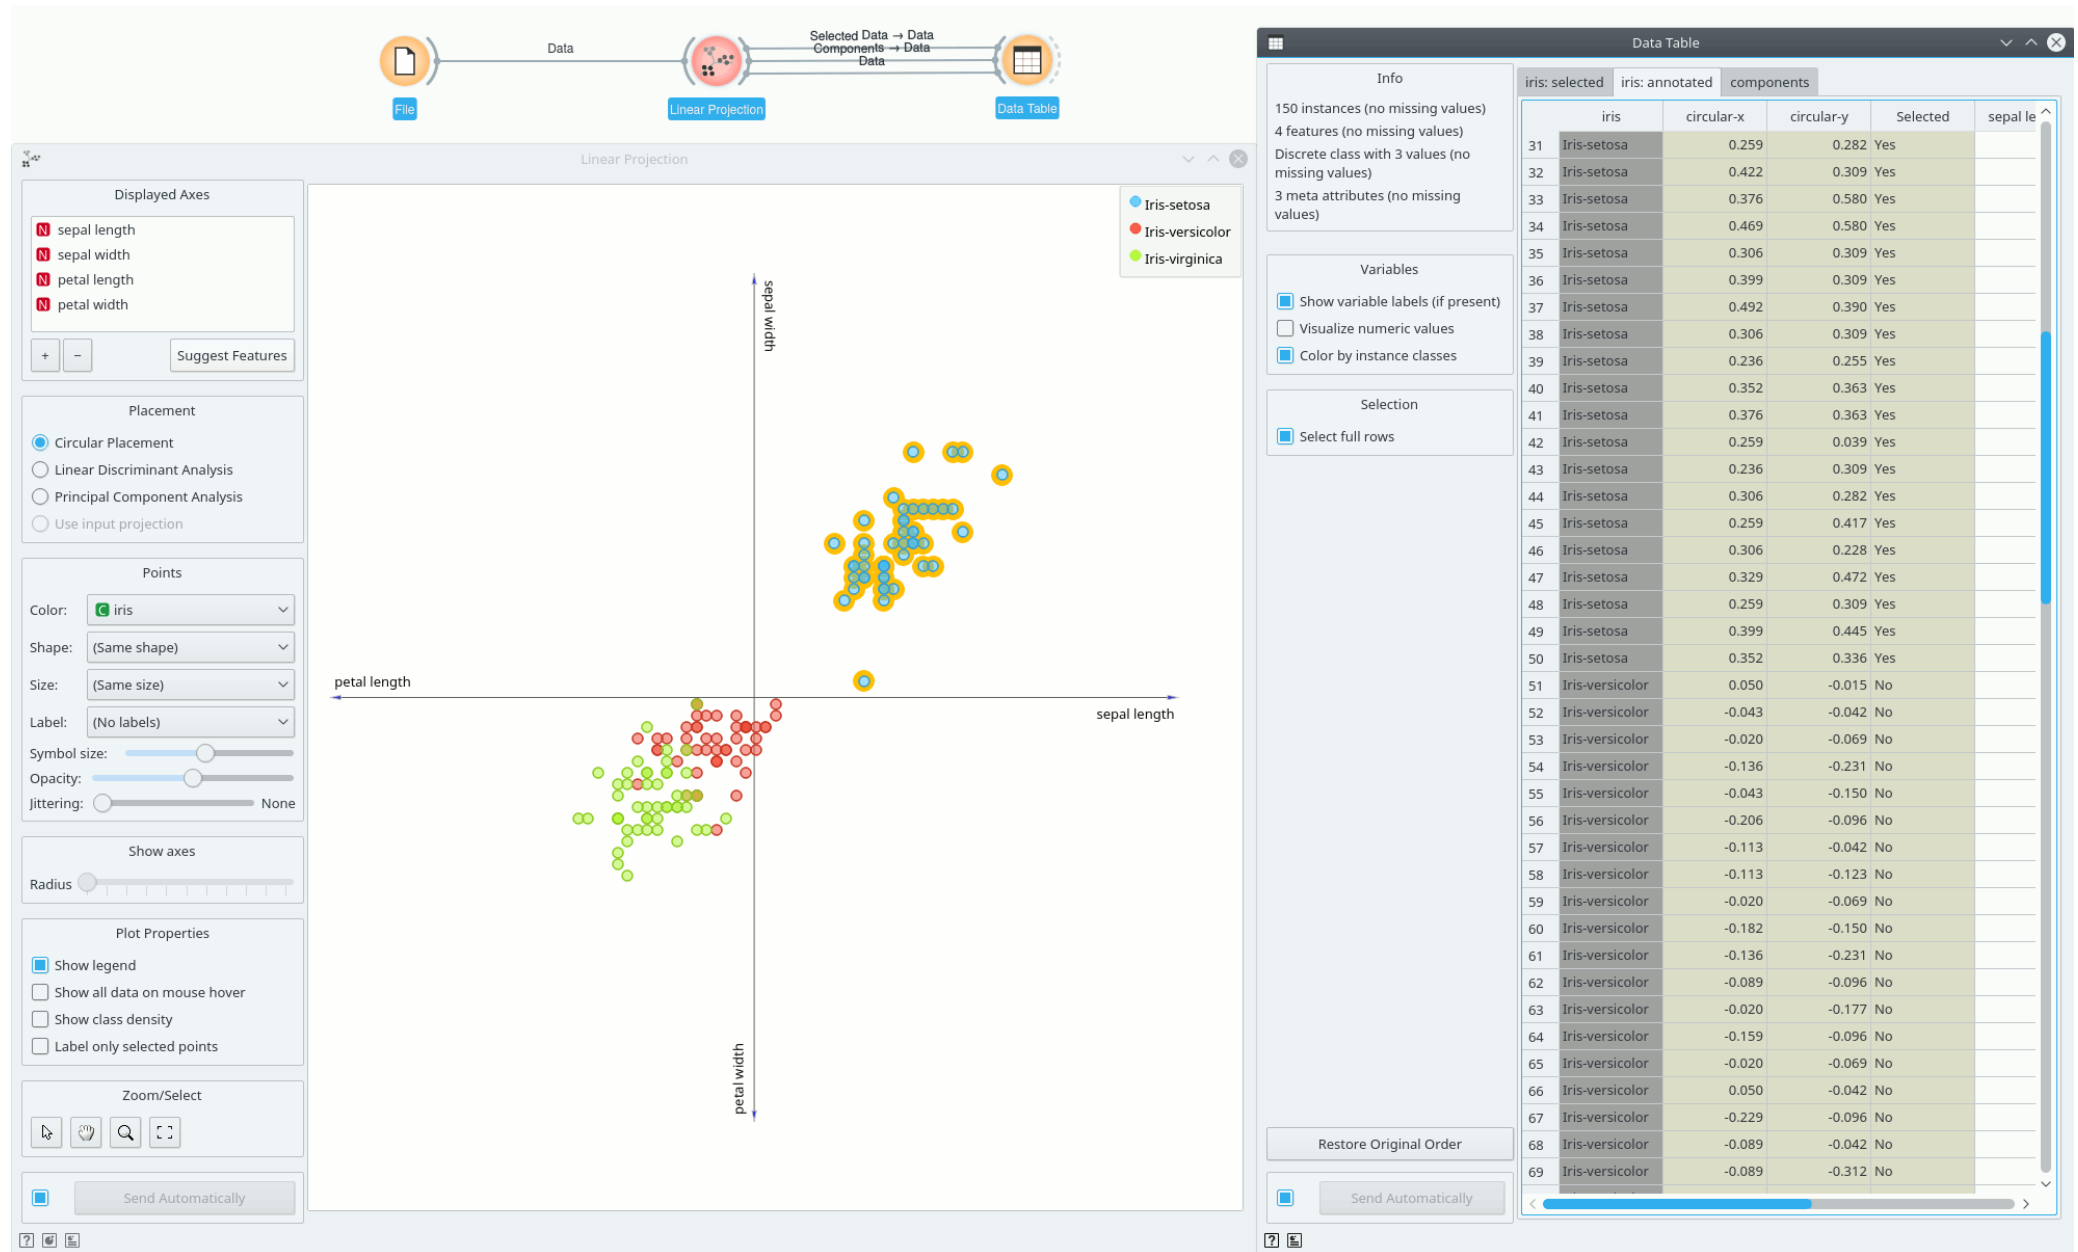 Data
Selected Data → Data
Components → Data
Data
File
Linear Projection
Data Table
Linear Projection
Displayed Axes
N sepal length
N sepal width
N petal length
N petal width
+ − Suggest Features
Placement
Circular Placement
Linear Discriminant Analysis
Principal Component Analysis
Use input projection
Points
Color: C iris
Shape: (Same shape)
Size: (Same size)
Label: (No labels)
Symbol size:
Opacity:
Jittering: None
Show axes
Radius
Plot Properties
Show legend
Show all data on mouse hover
Show class density
Label only selected points
Zoom/Select
Send Automatically
?
Iris-setosa
Iris-versicolor
Iris-virginica
sepal width
petal length
sepal length
petal width
Data Table
Info
150 instances (no missing values)
4 features (no missing values)
Discrete class with 3 values (no
missing values)
3 meta attributes (no missing
values)
Variables
Show variable labels (if present)
Visualize numeric values
Color by instance classes
Selection
Select full rows
Restore Original Order
Send Automatically
?
iris: selected iris: annotated components
iris circular-x circular-y Selected sepal le
31 Iris-setosa 0.259 0.282 Yes
32 Iris-setosa 0.422 0.309 Yes
33 Iris-setosa 0.376 0.580 Yes
34 Iris-setosa 0.469 0.580 Yes
35 Iris-setosa 0.306 0.309 Yes
36 Iris-setosa 0.399 0.309 Yes
37 Iris-setosa 0.492 0.390 Yes
38 Iris-setosa 0.306 0.309 Yes
39 Iris-setosa 0.236 0.255 Yes
40 Iris-setosa 0.352 0.363 Yes
41 Iris-setosa 0.376 0.363 Yes
42 Iris-setosa 0.259 0.039 Yes
43 Iris-setosa 0.236 0.309 Yes
44 Iris-setosa 0.306 0.282 Yes
45 Iris-setosa 0.259 0.417 Yes
46 Iris-setosa 0.306 0.228 Yes
47 Iris-setosa 0.329 0.472 Yes
48 Iris-setosa 0.259 0.309 Yes
49 Iris-setosa 0.399 0.445 Yes
50 Iris-setosa 0.352 0.336 Yes
51 Iris-versicolor 0.050 -0.015 No
52 Iris-versicolor -0.043 -0.042 No
53 Iris-versicolor -0.020 -0.069 No
54 Iris-versicolor -0.136 -0.231 No
55 Iris-versicolor -0.043 -0.150 No
56 Iris-versicolor -0.206 -0.096 No
57 Iris-versicolor -0.113 -0.042 No
58 Iris-versicolor -0.113 -0.123 No
59 Iris-versicolor -0.020 -0.069 No
60 Iris-versicolor -0.182 -0.150 No
61 Iris-versicolor -0.136 -0.231 No
62 Iris-versicolor -0.089 -0.096 No
63 Iris-versicolor -0.020 -0.177 No
64 Iris-versicolor -0.159 -0.096 No
65 Iris-versicolor -0.020 -0.069 No
66 Iris-versicolor 0.050 -0.042 No
67 Iris-versicolor -0.229 -0.096 No
68 Iris-versicolor -0.089 -0.042 No
69 Iris-versicolor -0.089 -0.312 No